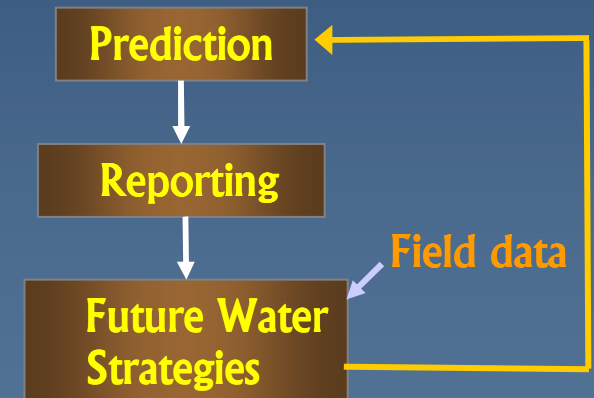 Prediction
Reporting
Field data
Future Water
Strategies